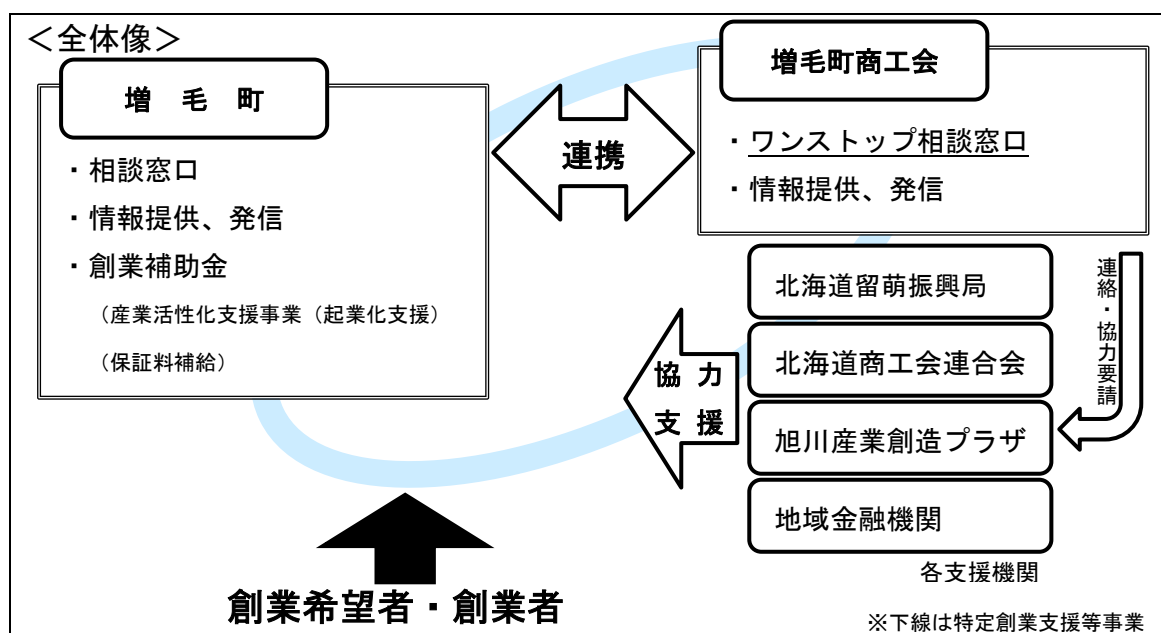 ＜全体像＞
増　毛　町
・相談窓口
・情報提供、発信
・創業補助金
（産業活性化支援事業（起業化支援）
（保証料補給）
連携
増毛町商工会
・ワンストップ相談窓口
・情報提供、発信
北海道留萌振興局
北海道商工会連合会
旭川産業創造プラザ
地域金融機関
各支援機関
連絡・協力要請
協　力
支　援
創業希望者・創業者
※下線は特定創業支援等事業